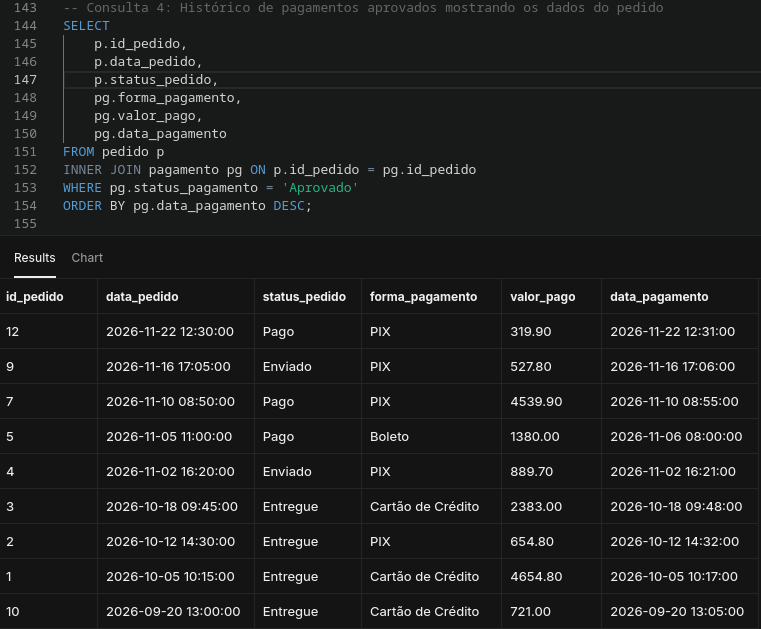 143 -- Consulta 4: Histórico de pagamentos aprovados mostrando os dados do pedido
144 SELECT
145 p.id_pedido,
146 p.data_pedido,
147 p.status_pedido,
148 pg.forma_pagamento,
149 pg.valor_pago,
150 pg.data_pagamento
151 FROM pedido p
152 INNER JOIN pagamento pg ON p.id_pedido = pg.id_pedido
153 WHERE pg.status_pagamento = 'Aprovado'
154 ORDER BY pg.data_pagamento DESC;
155
Results Chart
id_pedido data_pedido status_pedido forma_pagamento valor_pago data_pagamento
12 2026-11-22 12:30:00 Pago PIX 319.90 2026-11-22 12:31:00
9 2026-11-16 17:05:00 Enviado PIX 527.80 2026-11-16 17:06:00
7 2026-11-10 08:50:00 Pago PIX 4539.90 2026-11-10 08:55:00
5 2026-11-05 11:00:00 Pago Boleto 1380.00 2026-11-06 08:00:00
4 2026-11-02 16:20:00 Enviado PIX 889.70 2026-11-02 16:21:00
3 2026-10-18 09:45:00 Entregue Cartão de Crédito 2383.00 2026-10-18 09:48:00
2 2026-10-12 14:30:00 Entregue PIX 654.80 2026-10-12 14:32:00
1 2026-10-05 10:15:00 Entregue Cartão de Crédito 4654.80 2026-10-05 10:17:00
10 2026-09-20 13:00:00 Entregue Cartão de Crédito 721.00 2026-09-20 13:05:00